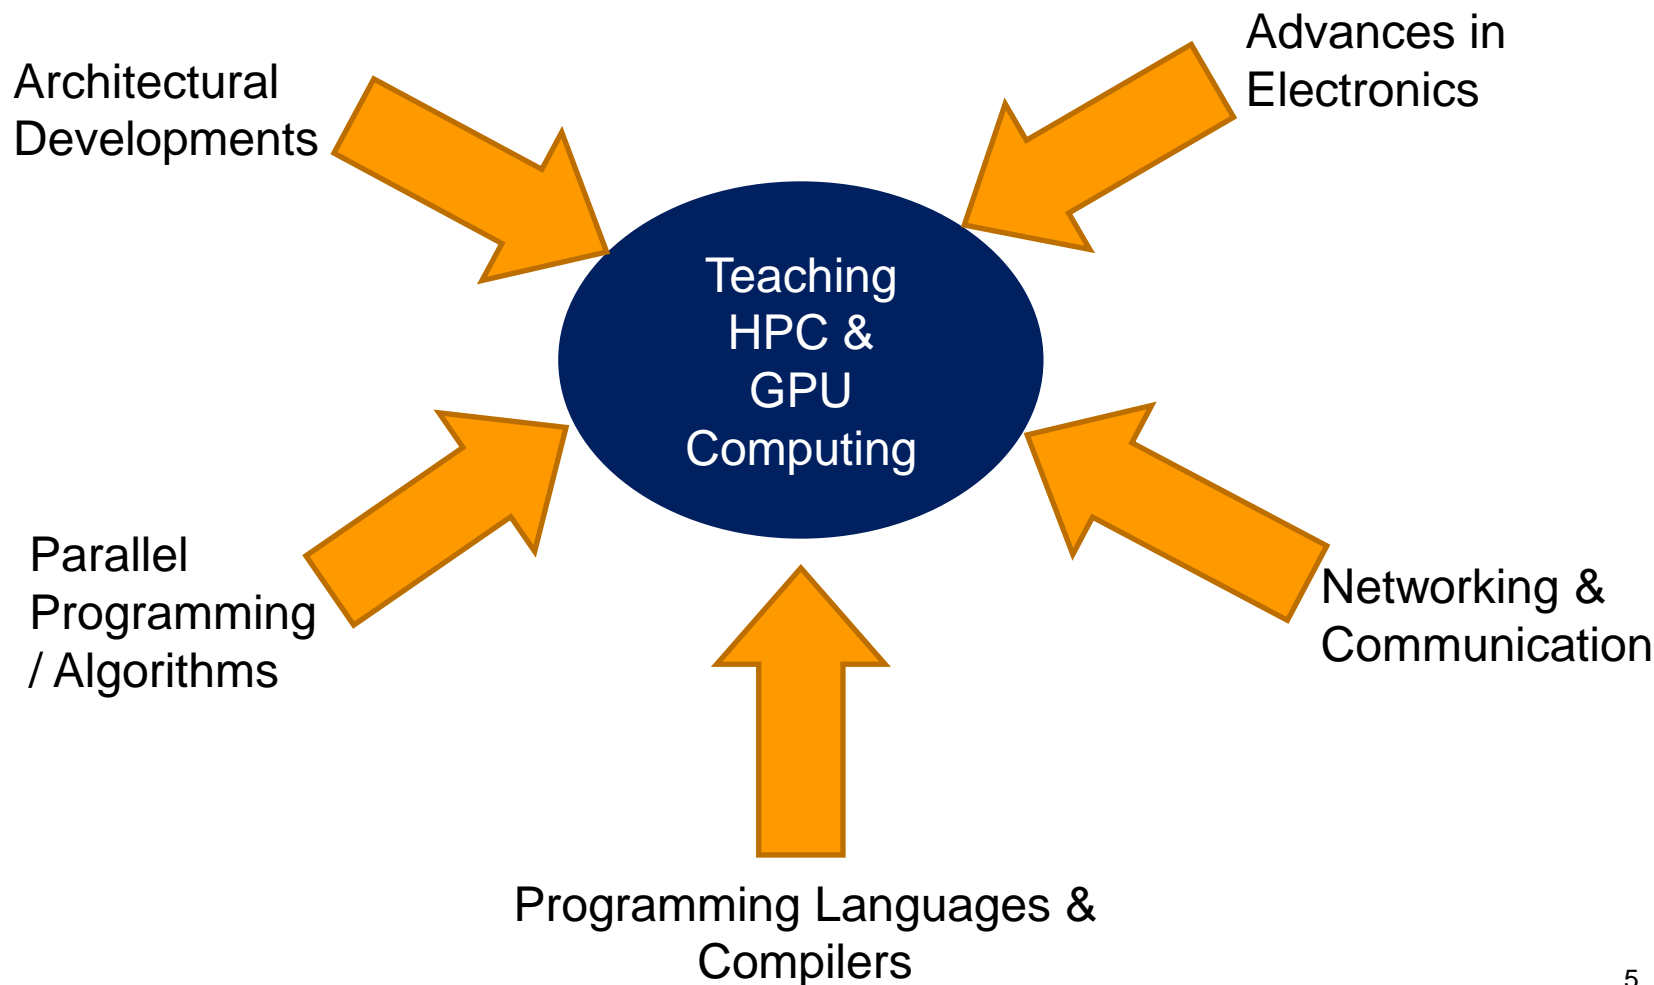 Architectural
Developments
Advances in
Electronics
Teaching
HPC &
GPU
Computing
Parallel
Programming
/ Algorithms
Networking &
Communication
Programming Languages &
Compilers
5